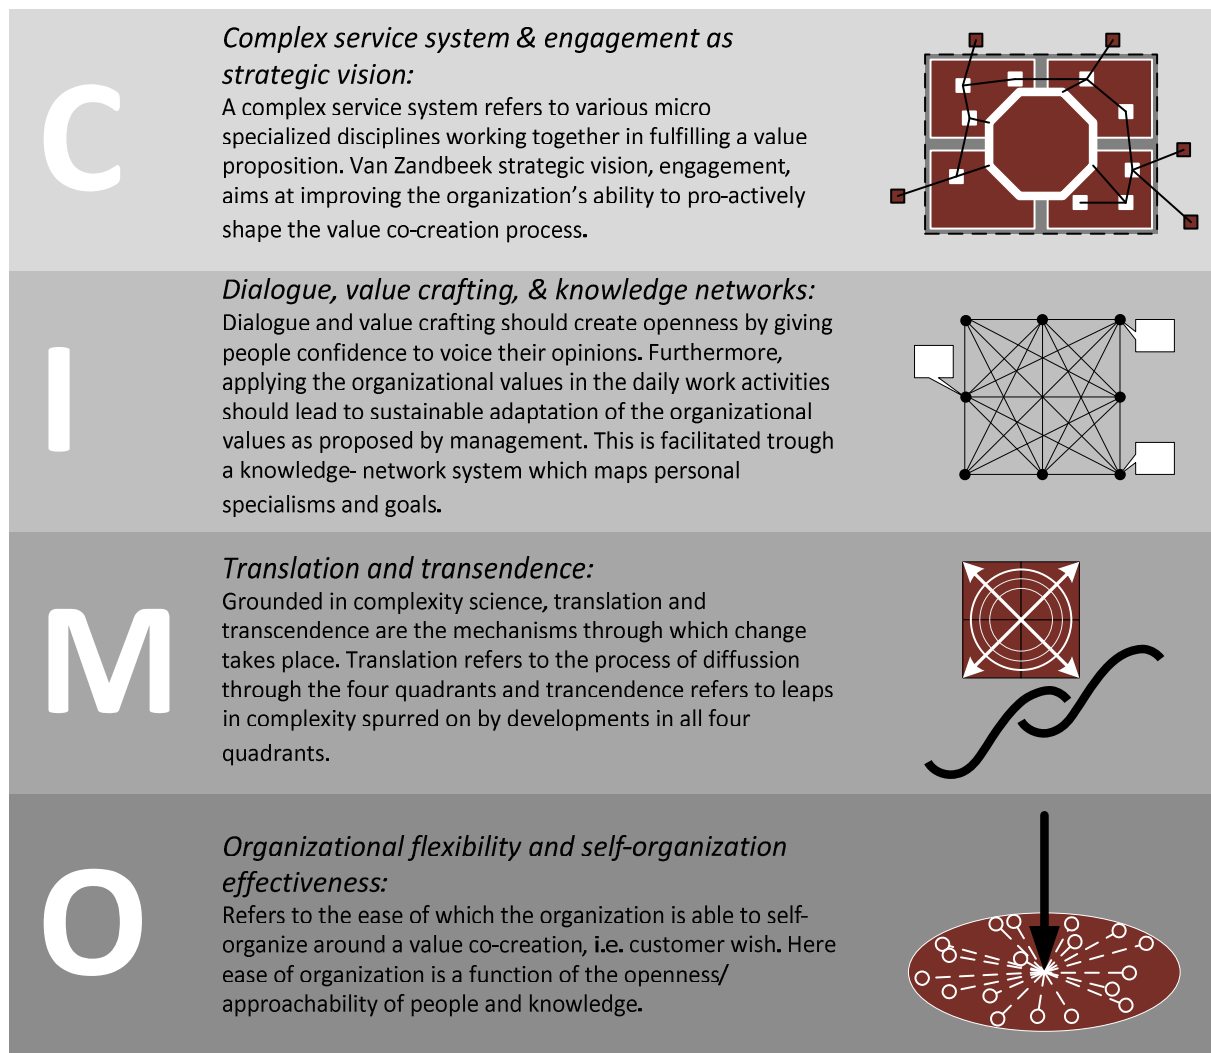 C
Complex service system & engagement as
strategic vision:
A complex service system refers to various micro
specialized disciplines working together in fulfilling a value
proposition. Van Zandbeek strategic vision, engagement,
aims at improving the organization's ability to pro-actively
shape the value co-creation process.
I
Dialogue, value crafting, & knowledge networks:
Dialogue and value crafting should create openness by giving
people confidence to voice their opinions. Furthermore,
applying the organizational values in the daily work activities
should lead to sustainable adaptation of the organizational
values as proposed by management. This is facilitated trough
a knowledge- network system which maps personal
specialisms and goals.
M
Translation and transendence:
Grounded in complexity science, translation and
transcendence are the mechanisms through which change
takes place. Translation refers to the process of diffussion
through the four quadrants and trancendence refers to leaps
in complexity spurred on by developments in all four
quadrants.
O
Organizational flexibility and self-organization
effectiveness:
Refers to the ease of which the organization is able to self-
organize around a value co-creation, i.e. customer wish. Here
ease of organization is a function of the openness/
approachability of people and knowledge.